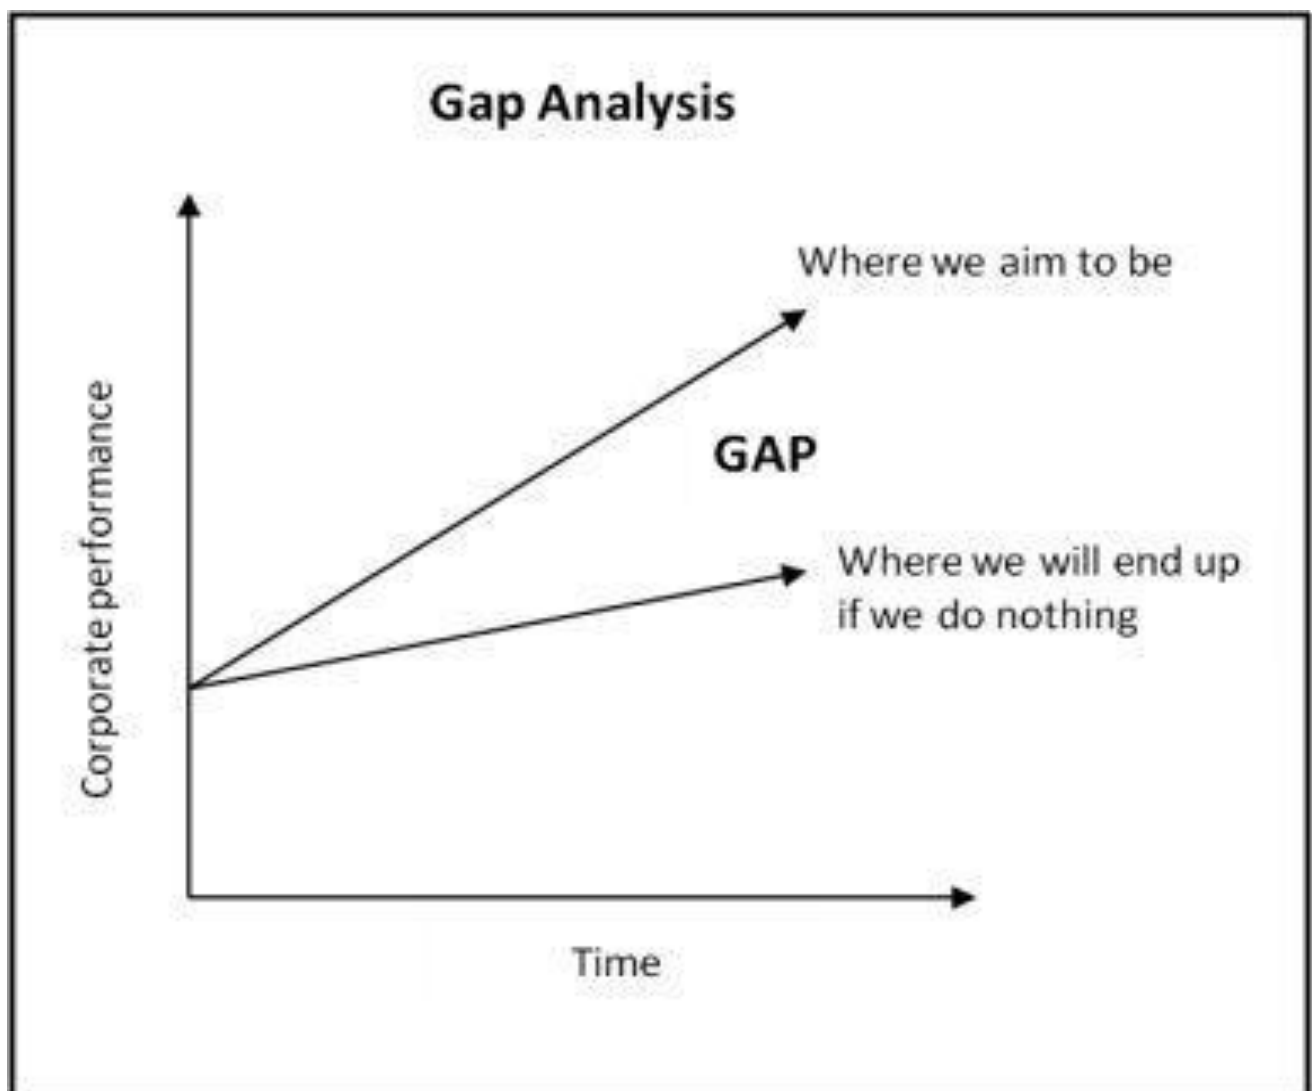 Gap Analysis
Where we aim to be
GAP
Where we will end up
if we do nothing
Corporate performance
Time